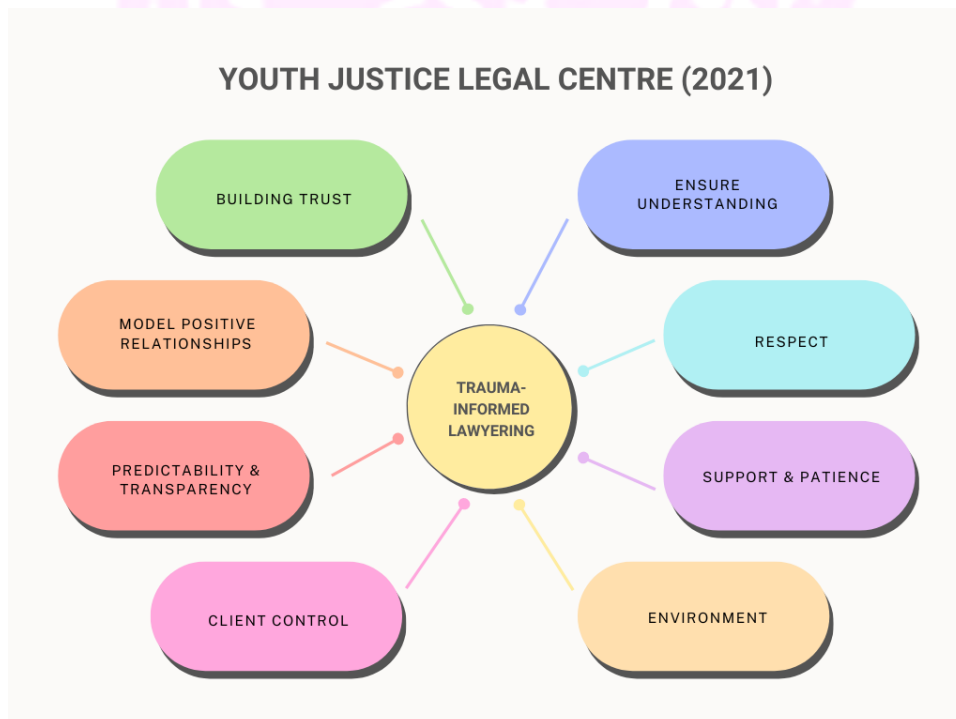 YOUTH JUSTICE LEGAL CENTRE (2021)
BUILDING TRUST
ENSURE
UNDERSTANDING
MODEL POSITIVE
RELATIONSHIPS
RESPECT
TRAUMA-
INFORMED
LAWYERING
PREDICTABILITY &
TRANSPARENCY
SUPPORT & PATIENCE
CLIENT CONTROL
ENVIRONMENT